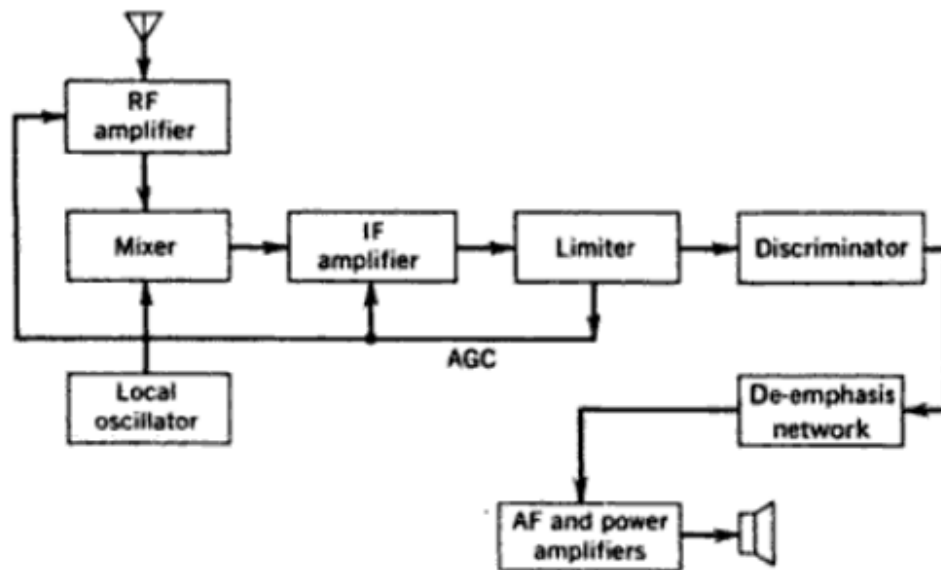 RF
amplifier
Mixer
IF
amplifier
Limiter
Discriminator
AGC
Local
oscillator
De-emphasis
network
AF and power
amplifiers